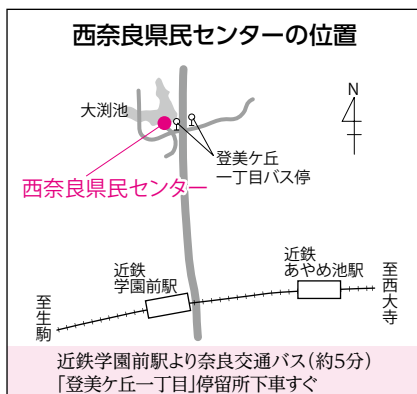 西奈良県民センターの位置
N
大渕池
登美ケ丘
一丁目バス停
西奈良県民センター
近鉄
学園前駅
近鉄
あやめ池駅
至生駒
至西大寺
近鉄学園前駅より奈良交通バス(約5分)
「登美ケ丘一丁目」停留所下車すぐ